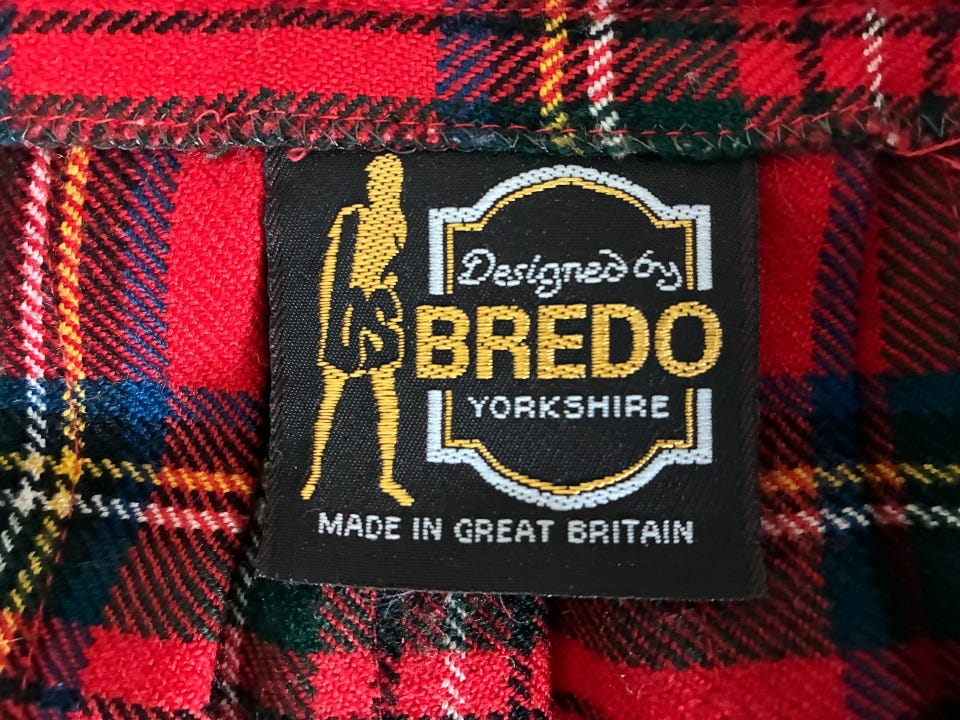 Designed by
BREDO
YORKSHIRE
MADE IN GREAT BRITAIN